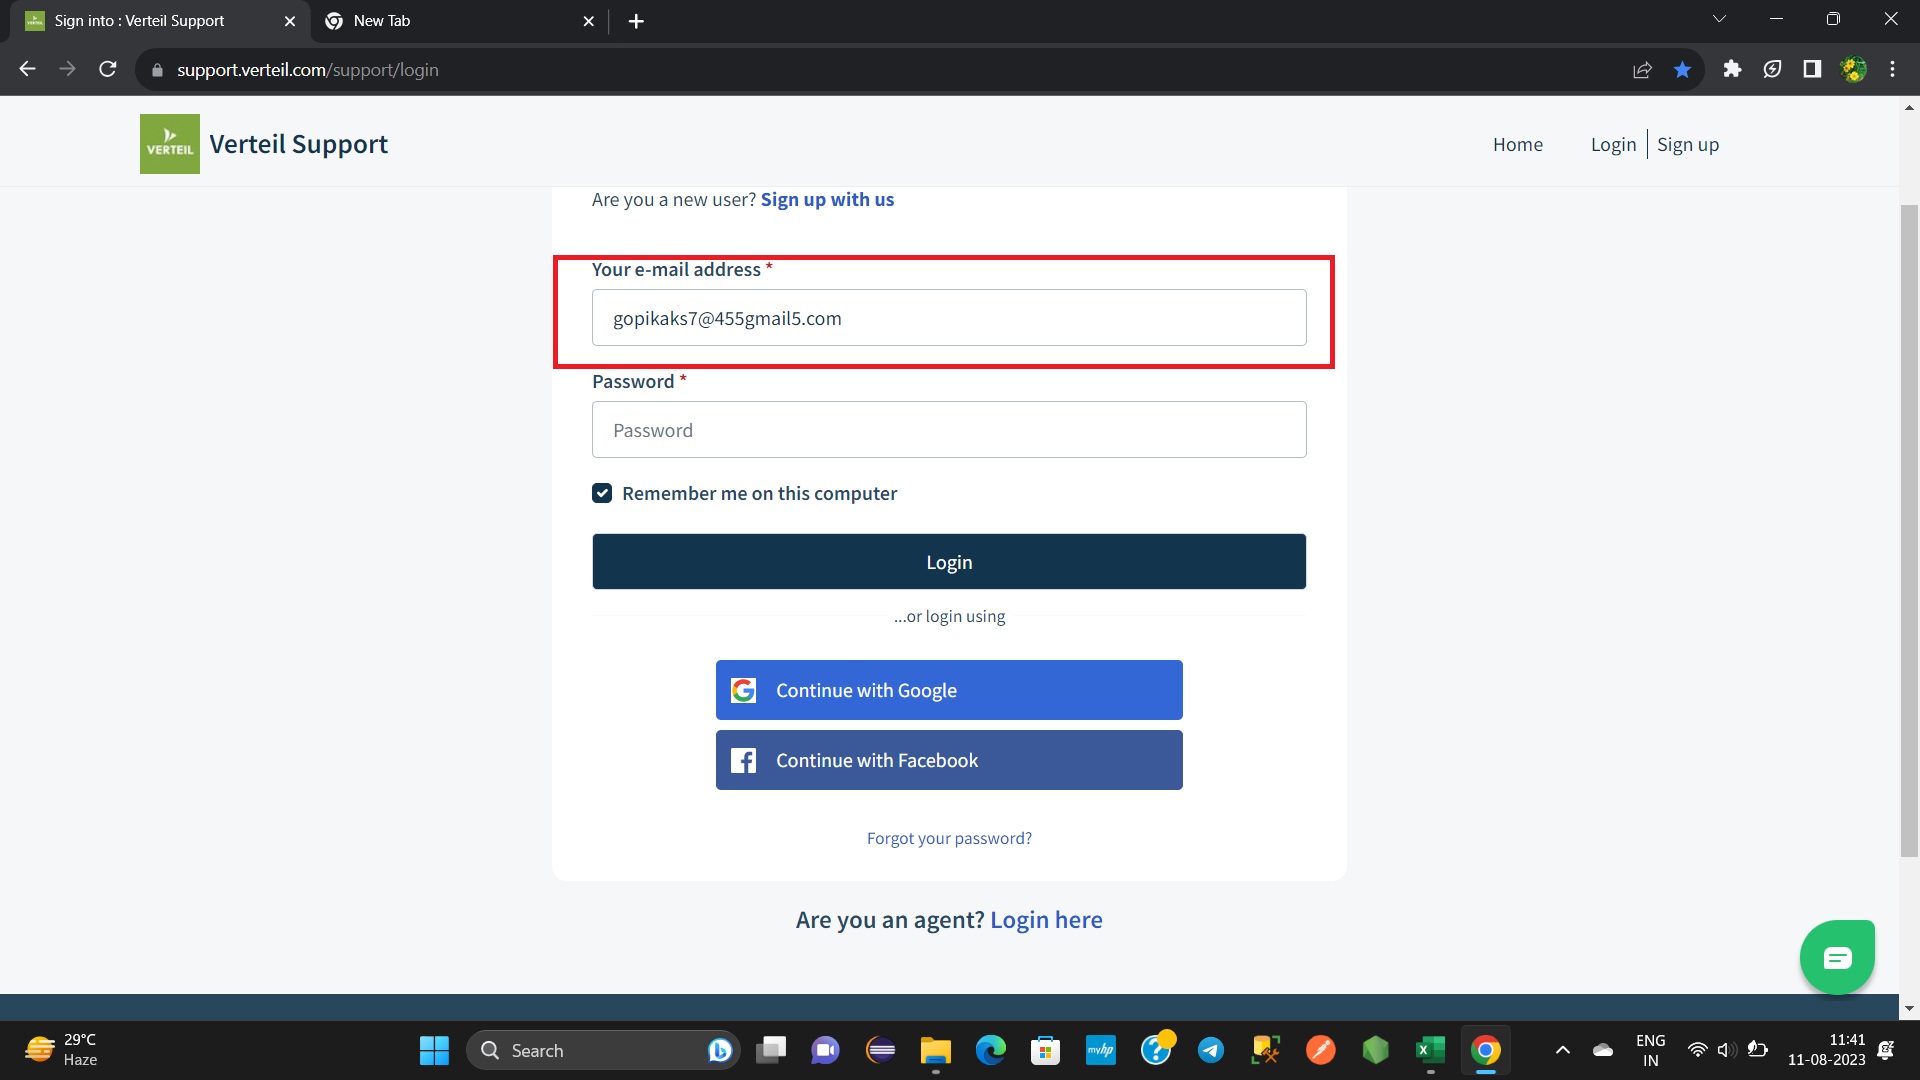 Sign into : Verteil Support
New Tab
support.verteil.com/support/login
VERTEIL
Verteil Support
Home
Login
Sign up
Are you a new user? Sign up with us
Your e-mail address *
gopikaks7@455gmail5.com
Password *
Password
Remember me on this computer
Login
...or login using
Continue with Google
Continue with Facebook
Forgot your password?
Are you an agent? Login here
29°C
Haze
Search
myhp
ENG
IN
11:41
11-08-2023